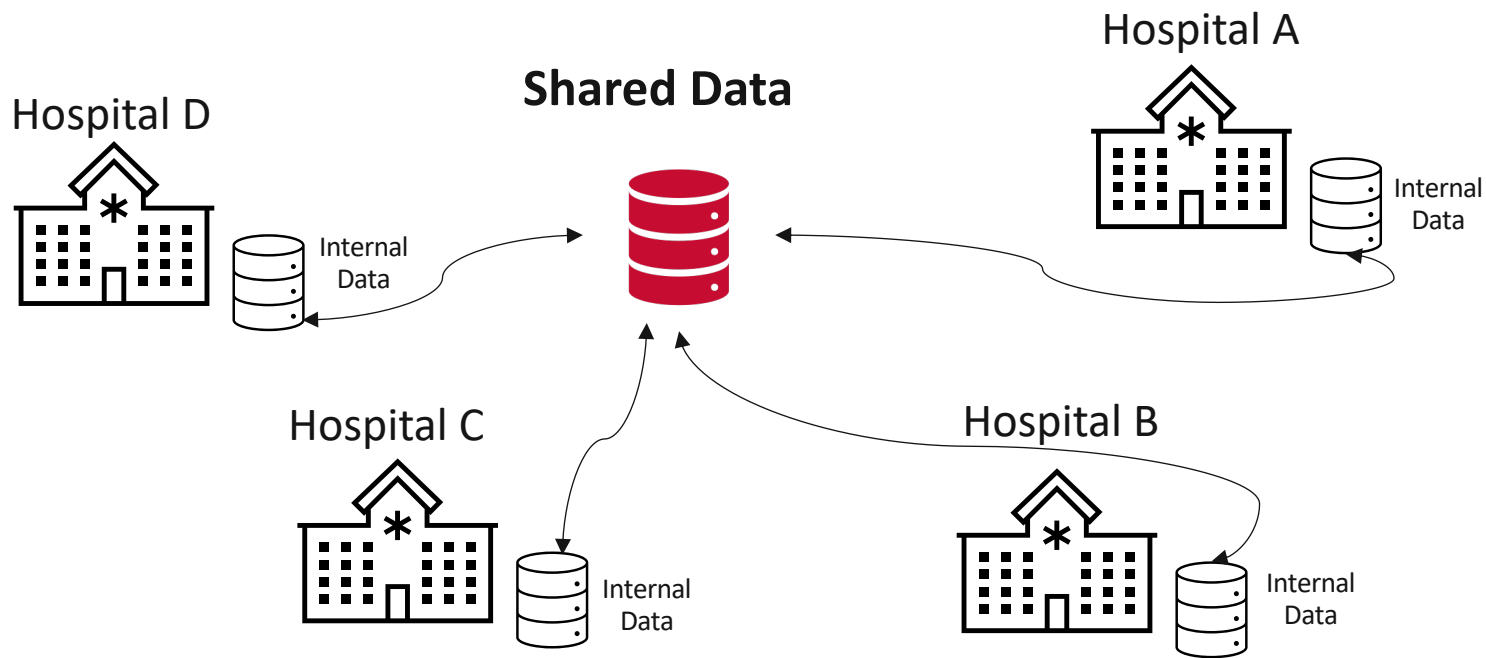 Hospital A
Shared Data
Hospital D
Internal
Data
Internal
Data
Hospital C
Hospital B
Internal
Data
Internal
Data